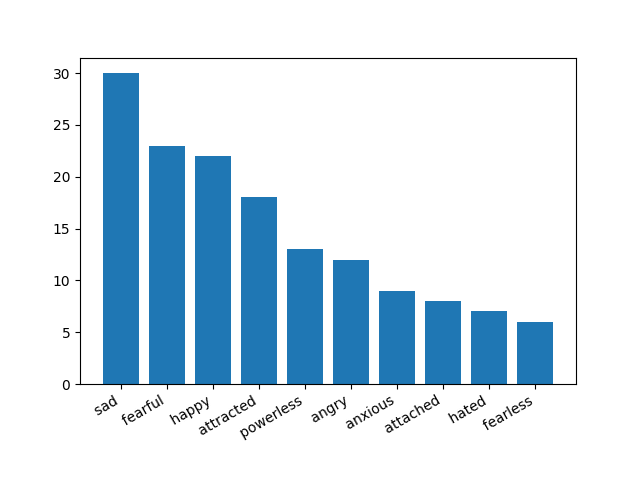 30
25
20
15
10
5
0
sad
fearful
happy
attracted
powerless
angry
anxious
attached
hated
fearless